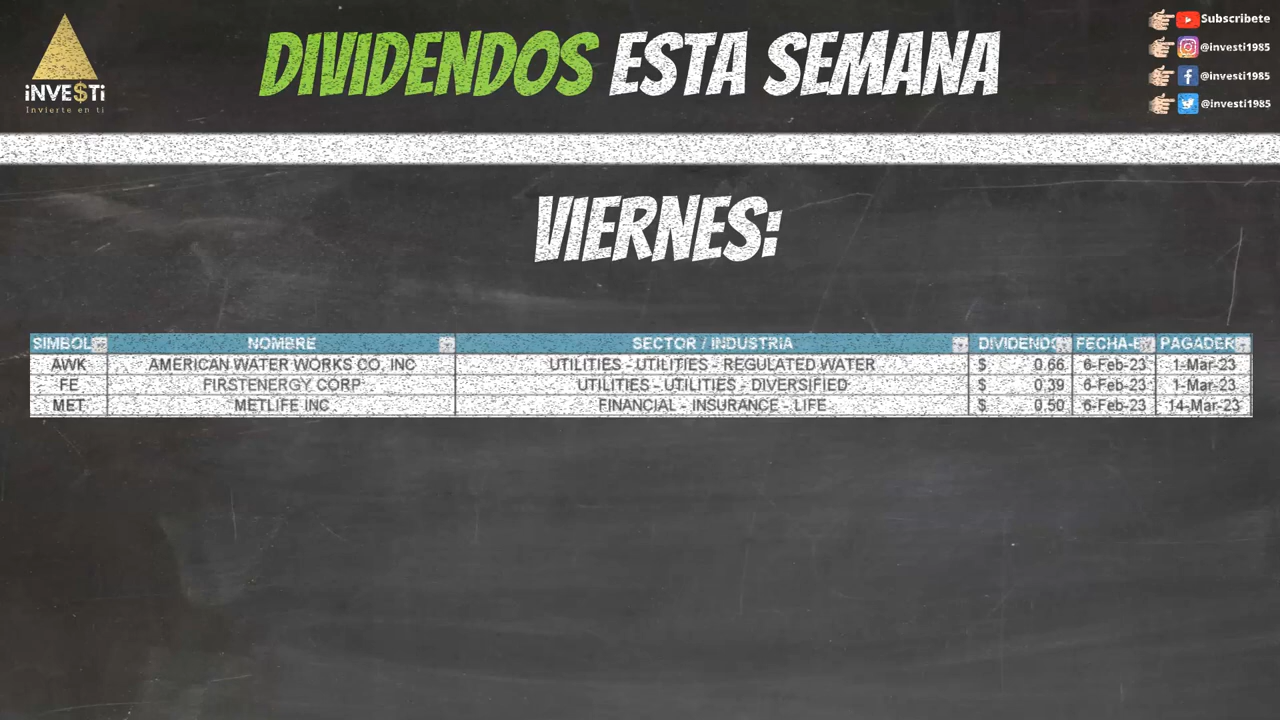 iNVE$Ti
Invierte en ti
DIVIDENDOS ESTA SEMANA
Subscribete
@investi1985
@investi1985
@investi1985
VIERNES:
SIMBOL NOMBRE SECTOR / INDUSTRIA DIVIDENDO FECHA-E PAGADER
AWK AMERICAN WATER WORKS CO, INC UTILITIES - UTILITIES - REGULATED WATER $ 0.66 6-Feb-23 1-Mar-23
FE FIRSTENERGY CORP UTILITIES - UTILITIES - DIVERSIFIED $ 0.39 6-Feb-23 1-Mar-23
MET METLIFE INC FINANCIAL - INSURANCE - LIFE $ 0.50 6-Feb-23 14-Mar-23